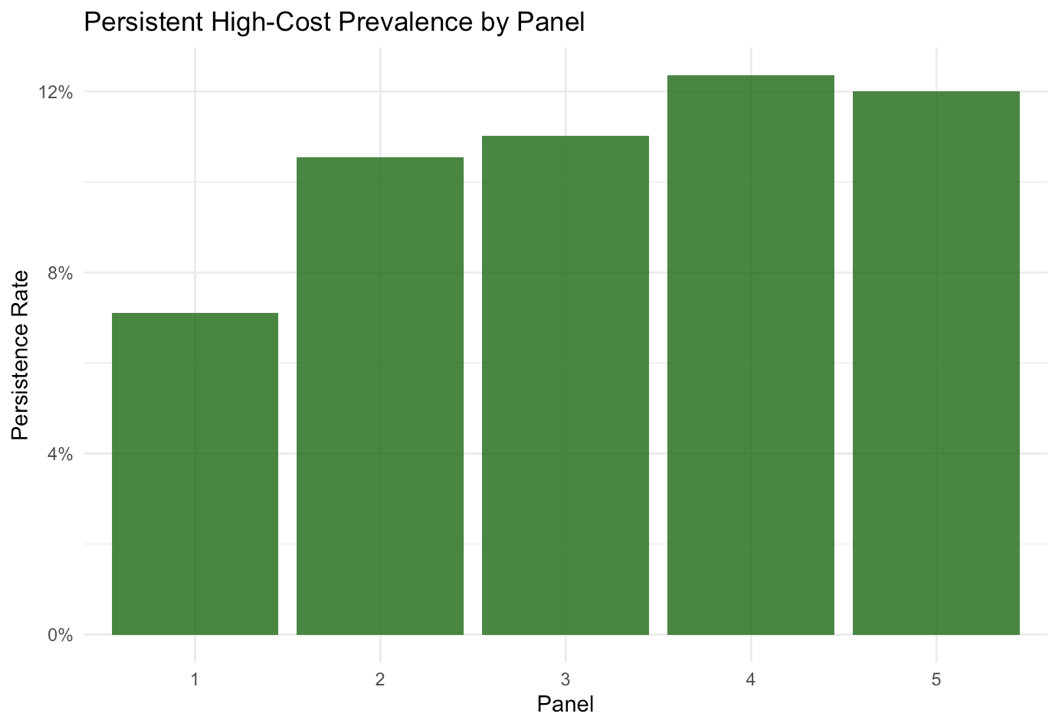 Persistent High-Cost Prevalence by Panel
12%
8%
4%
0%
Persistence Rate
1 2 3 4 5
Panel